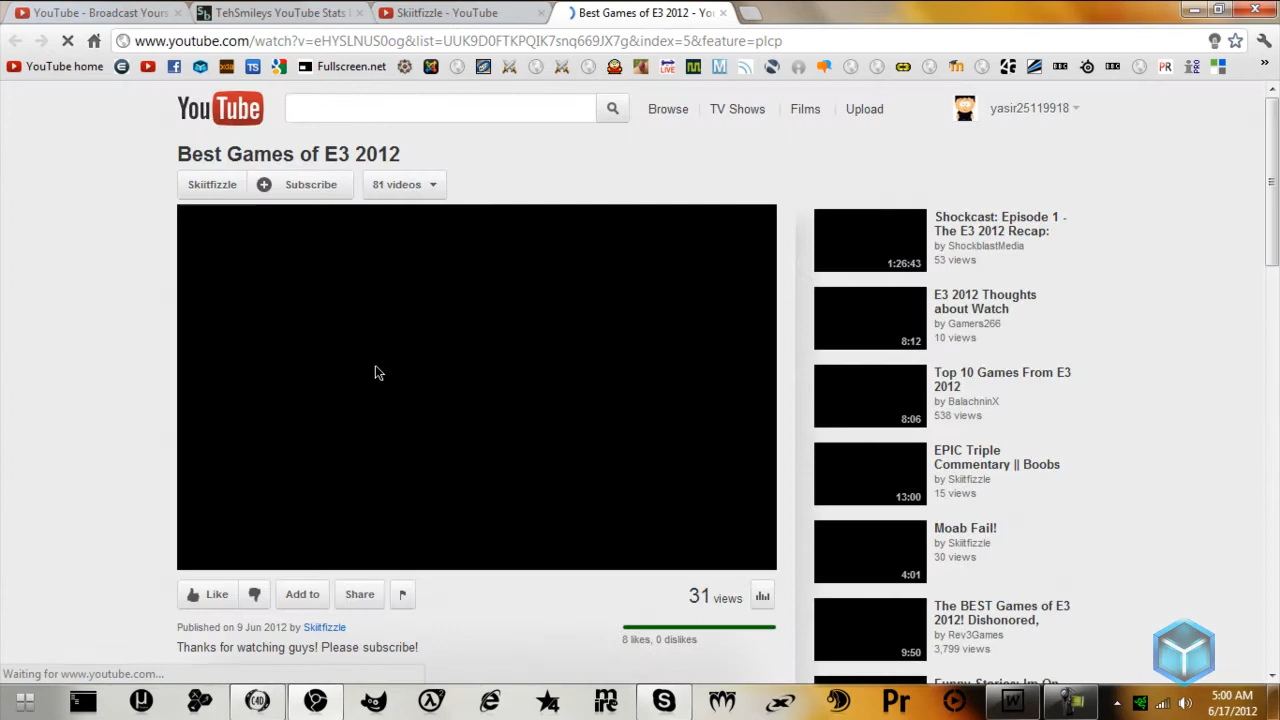 YouTube - Broadcast Yours
TehSmileys YouTube Stats
Skiitfizzle - YouTube
Best Games of E3 2012 - Yo
www.youtube.com/watch?v=eHYSLNUS0og&list=UUK9D0FTKPQIK7snq669JX7g&index=5&feature=plcp
YouTube home
Fullscreen.net
YouTube
Browse
TV Shows
Films
Upload
yasir25119918
Best Games of E3 2012
Skiitfizzle
Subscribe
81 videos
Shockcast: Episode 1 -
The E3 2012 Recap:
by ShockblastMedia
53 views
1:26:43
E3 2012 Thoughts
about Watch
by Gamers266
10 views
8:12
Top 10 Games From E3
2012
by BalachninX
538 views
8:06
EPIC Triple
Commentary || Boobs
by Skiitfizzle
15 views
13:00
Moab Fail!
by Skiitfizzle
30 views
4:01
The BEST Games of E3
2012! Dishonored,
by Rev3Games
3,799 views
9:50
Like
Add to
Share
31 views
Published on 9 Jun 2012 by Skiitfizzle
8 likes, 0 dislikes
Thanks for watching guys! Please subscribe!
Waiting for www.youtube.com...
5:00 AM
6/17/2012